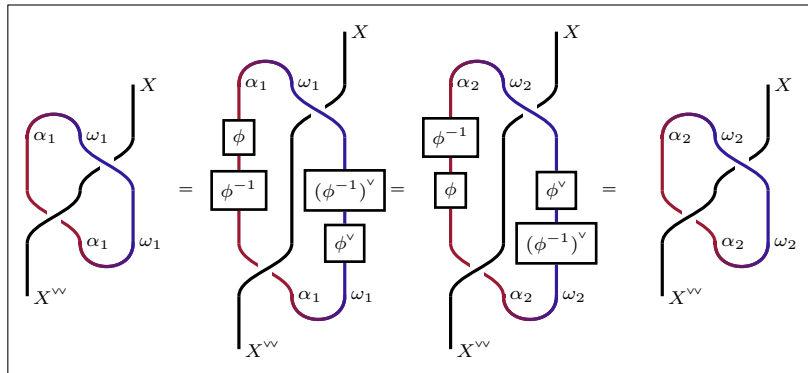 X
α₁ ω₁
α₁ ω₁
X^∨∨
=
X
α₁ ω₁
ϕ
ϕ⁻¹ (ϕ⁻¹)^∨
ϕ^∨
α₁ ω₁
X^∨∨
=
X
α₂ ω₂
ϕ⁻¹
ϕ ϕ^∨
(ϕ⁻¹)^∨
α₂ ω₂
X^∨∨
=
X
α₂ ω₂
α₂ ω₂
X^∨∨